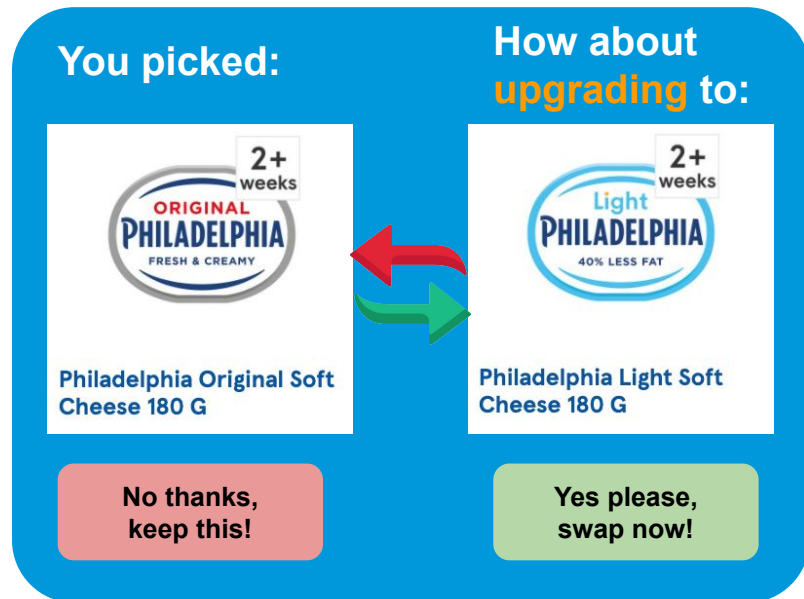 You picked:
How about
upgrading to:
2+
weeks
ORIGINAL
PHILADELPHIA
FRESH & CREAMY
Philadelphia Original Soft
Cheese 180 G
2+
weeks
Light
PHILADELPHIA
40% LESS FAT
Philadelphia Light Soft
Cheese 180 G
No thanks,
keep this!
Yes please,
swap now!